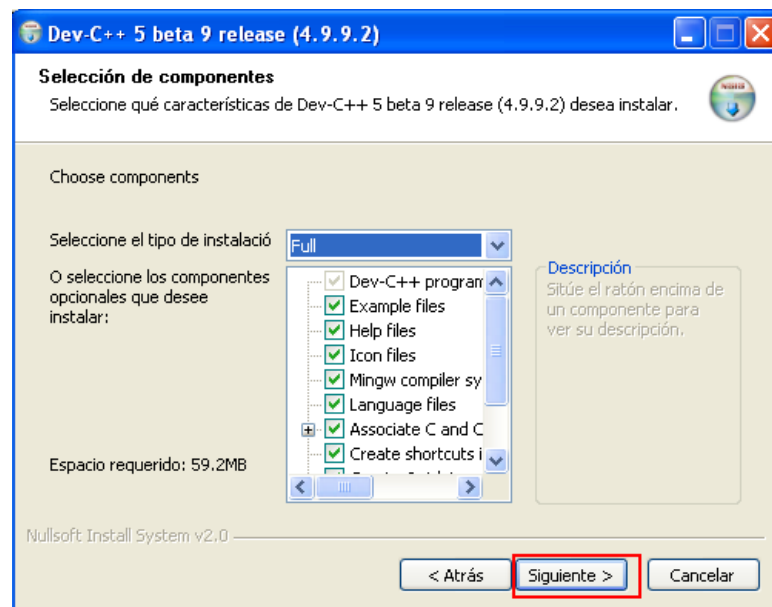 Dev-C++ 5 beta 9 release (4.9.9.2)
Selección de componentes
Seleccione qué características de Dev-C++ 5 beta 9 release (4.9.9.2) desea instalar.
Choose components
Seleccione el tipo de instalació
Full
O seleccione los componentes
opcionales que desee
instalar:
Dev-C++ program
Example files
Help files
Icon files
Mingw compiler sy
Language files
Associate C and C
Create shortcuts i
Descripción
Sitúe el ratón encima de
un componente para
ver su descripción.
Espacio requerido: 59.2MB
Nullsoft Install System v2.0
< Atrás
Siguiente >
Cancelar